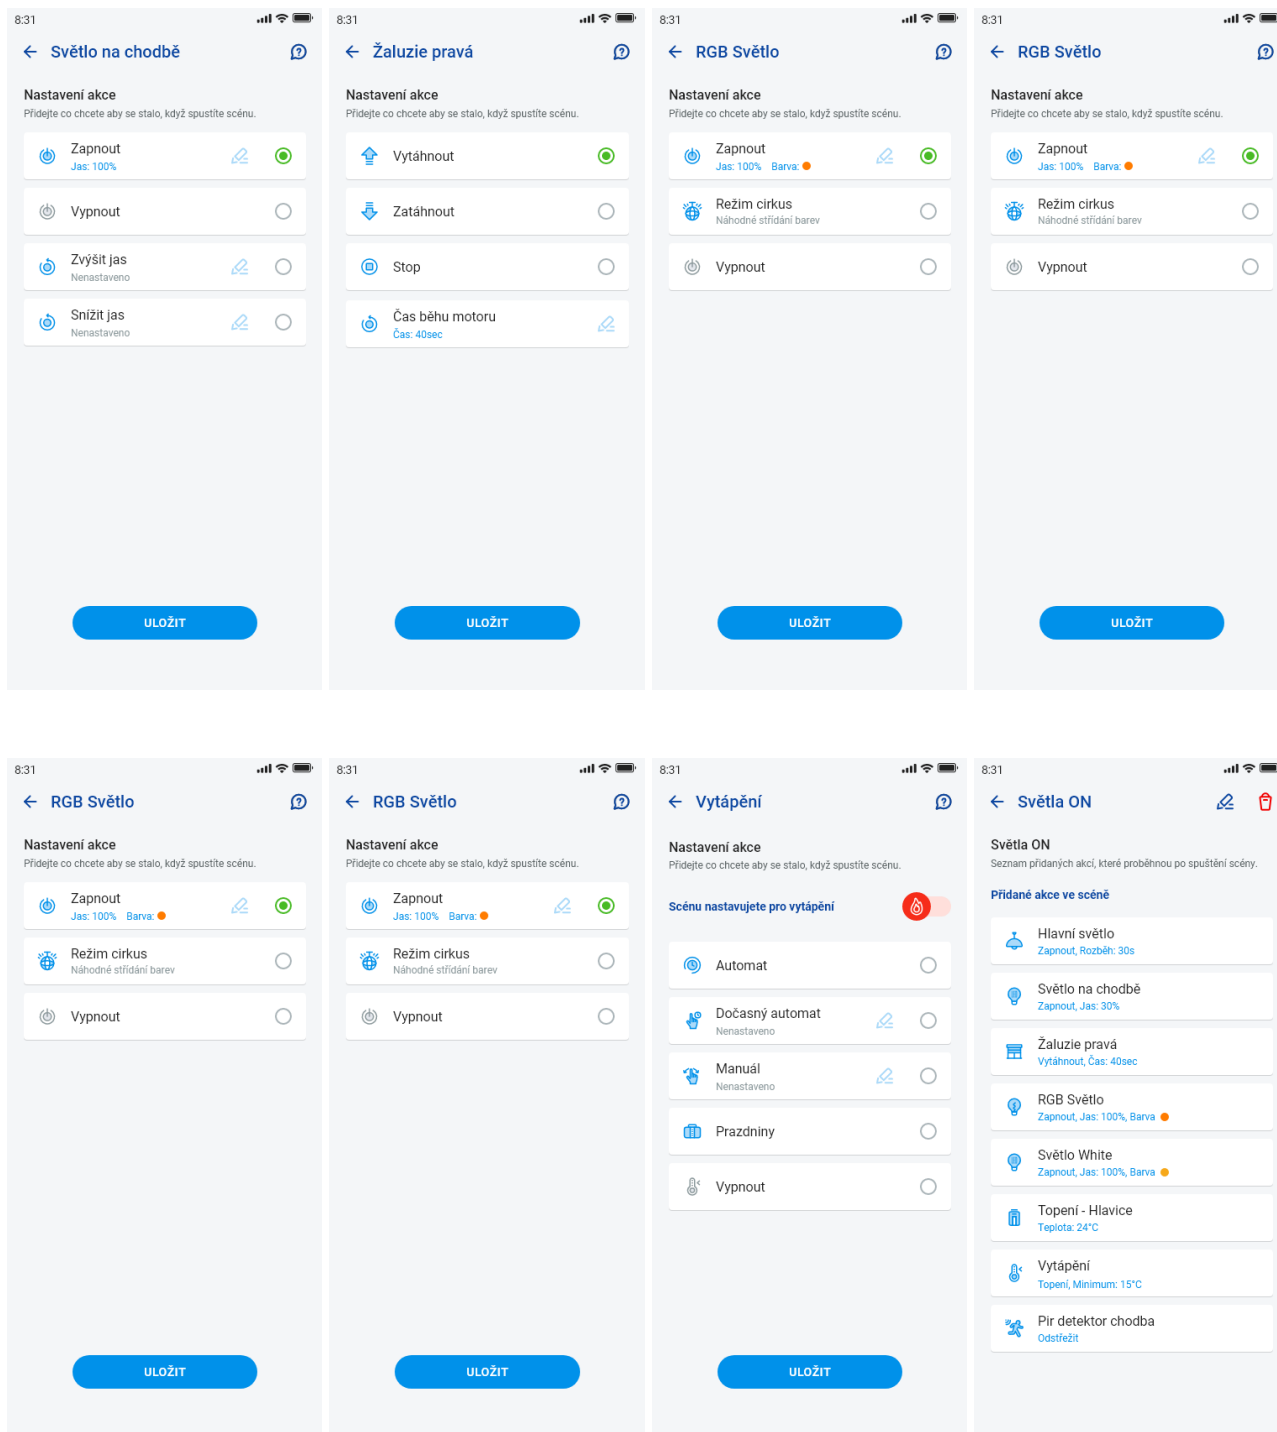 8:31
Světlo na chodbě
Nastavení akce
Přidejte co chcete aby se stalo, když spustíte scénu.
Zapnout
Jas: 100%
Vypnout
Zvýšit jas
Nenastaveno
Snížit jas
Nenastaveno
ULOŽIT
8:31
Žaluzie pravá
Nastavení akce
Přidejte co chcete aby se stalo, když spustíte scénu.
Vytáhnout
Zatáhnout
Stop
Čas běhu motoru
Čas: 40sec
ULOŽIT
8:31
RGB Světlo
Nastavení akce
Přidejte co chcete aby se stalo, když spustíte scénu.
Zapnout
Jas: 100% Barva:
Režim cirkus
Náhodné střídání barev
Vypnout
ULOŽIT
8:31
RGB Světlo
Nastavení akce
Přidejte co chcete aby se stalo, když spustíte scénu.
Zapnout
Jas: 100% Barva:
Režim cirkus
Náhodné střídání barev
Vypnout
ULOŽIT
8:31
RGB Světlo
Nastavení akce
Přidejte co chcete aby se stalo, když spustíte scénu.
Zapnout
Jas: 100% Barva:
Režim cirkus
Náhodné střídání barev
Vypnout
ULOŽIT
8:31
RGB Světlo
Nastavení akce
Přidejte co chcete aby se stalo, když spustíte scénu.
Zapnout
Jas: 100% Barva:
Režim cirkus
Náhodné střídání barev
Vypnout
ULOŽIT
8:31
Vytápění
Nastavení akce
Přidejte co chcete aby se stalo, když spustíte scénu.
Scénu nastavujete pro vytápění
Automat
Dočasný automat
Nenastaveno
Manuál
Nenastaveno
Prazdniny
Vypnout
ULOŽIT
8:31
Světla ON
Světla ON
Seznam přidaných akcí, které proběhnou po spuštění scény.
Přidané akce ve scéně
Hlavní světlo
Zapnout, Rozběh: 30s
Světlo na chodbě
Zapnout, Jas: 30%
Žaluzie pravá
Vytáhnout, Čas: 40sec
RGB Světlo
Zapnout, Jas: 100%, Barva
Světlo White
Zapnout, Jas: 100%, Barva
Topení - Hlavice
Teplota: 24°C
Vytápění
Topení, Minimum: 15°C
Pir detektor chodba
Odstřežit